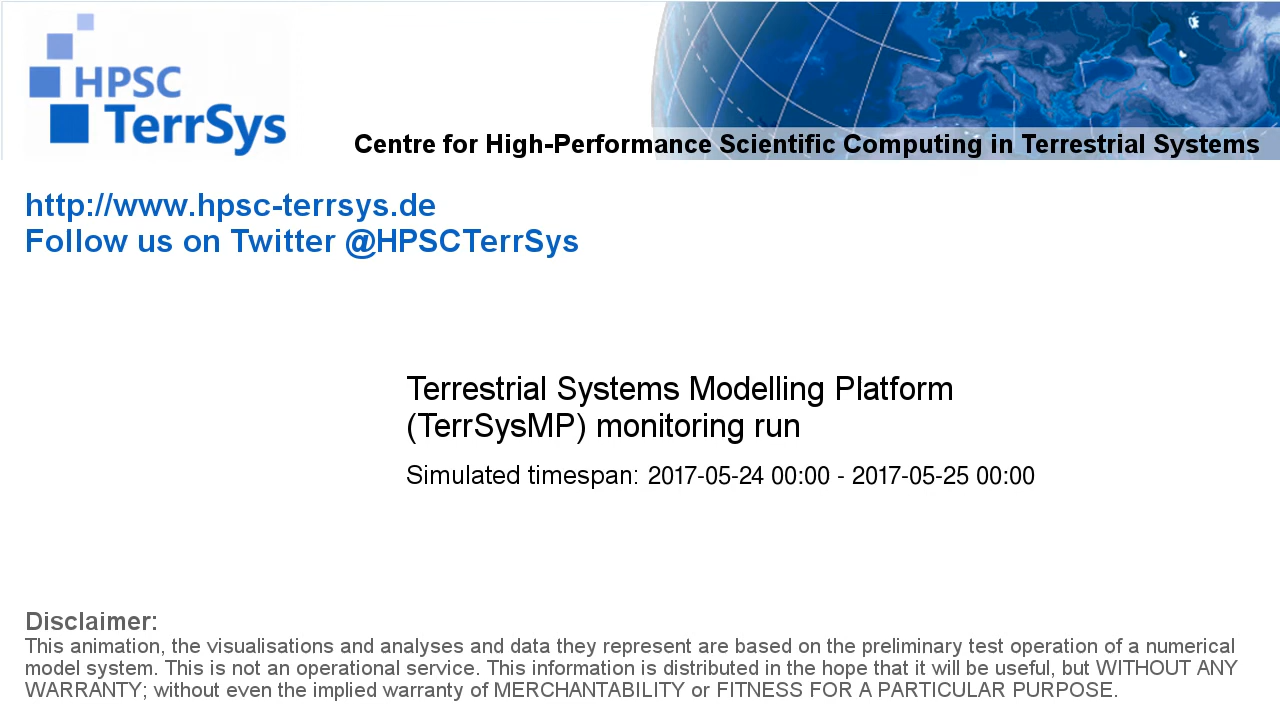 HPSC
TerrSys
Centre for High-Performance Scientific Computing in Terrestrial Systems
http://www.hpsc-terrsys.de
Follow us on Twitter @HPSCTerrSys
Terrestrial Systems Modelling Platform
(TerrSysMP) monitoring run
Simulated timespan: 2017-05-24 00:00 - 2017-05-25 00:00
Disclaimer:
This animation, the visualisations and analyses and data they represent are based on the preliminary test operation of a numerical
model system. This is not an operational service. This information is distributed in the hope that it will be useful, but WITHOUT ANY
WARRANTY; without even the implied warranty of MERCHANTABILITY or FITNESS FOR A PARTICULAR PURPOSE.